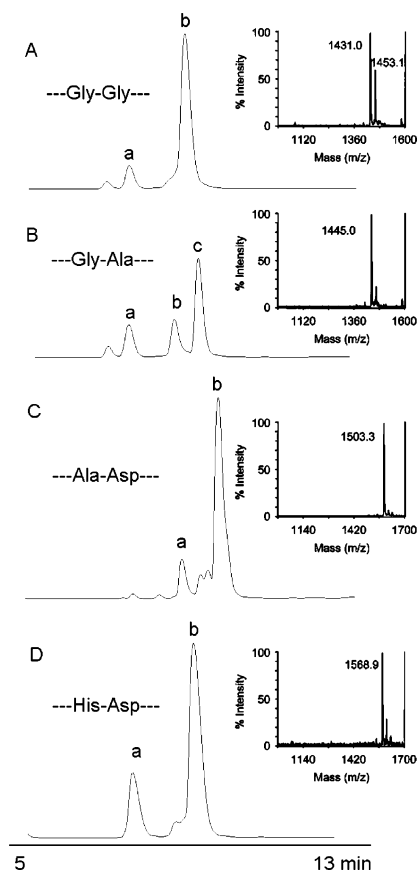 A
---Gly-Gly---
a
b
% Intensity
100
50
0
1431.0
1453.1
1120 1360 1600
Mass (m/z)
B
---Gly-Ala---
a
b
c
% Intensity
100
50
0
1445.0
1120 1360 1600
Mass (m/z)
C
---Ala-Asp---
a
b
% Intensity
100
50
0
1503.3
1140 1420 1700
Mass (m/z)
D
---His-Asp---
a
b
% Intensity
100
50
0
1568.9
1140 1420 1700
Mass (m/z)
5 13 min